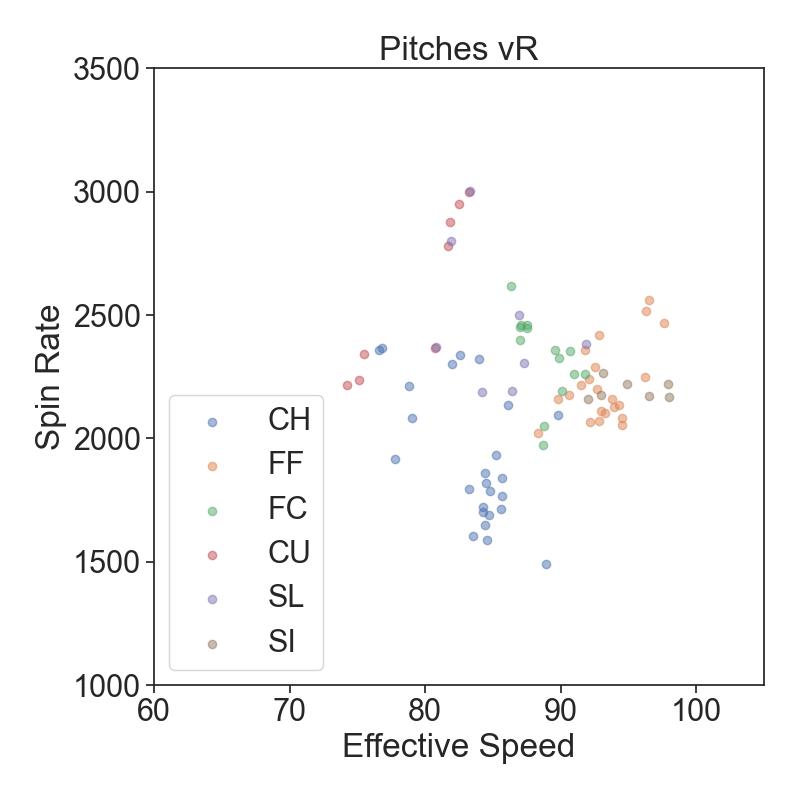 Pitches vR
3500
3000
2500
2000
1500
1000
Spin Rate
CH
FF
FC
CU
SL
SI
60 70 80 90 100
Effective Speed